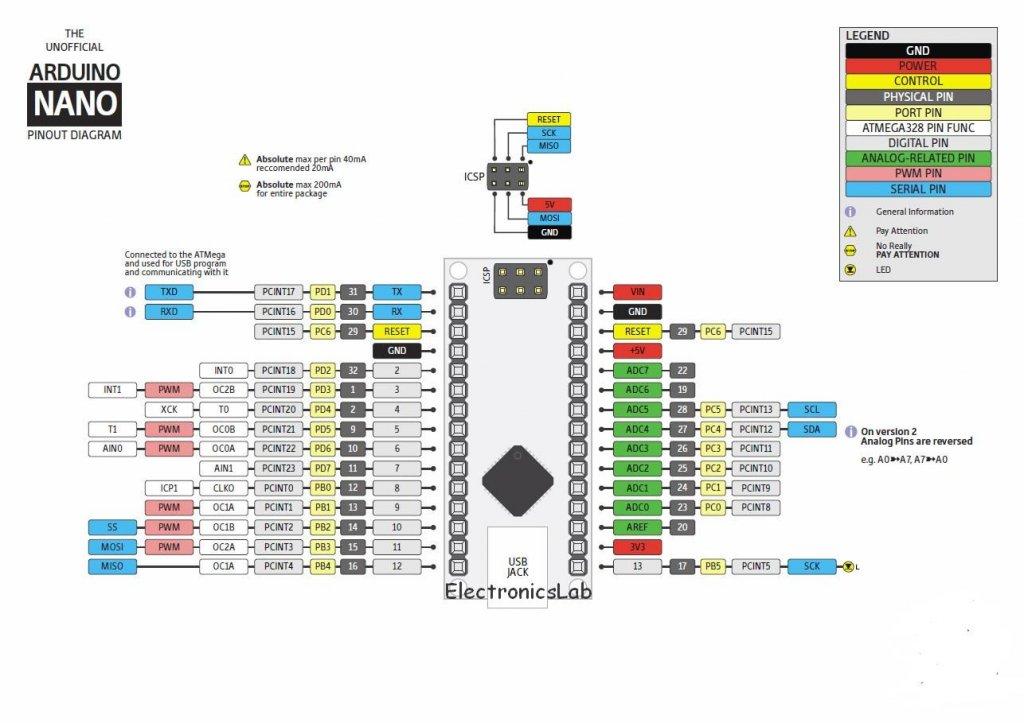 THE
UNOFFICIAL
ARDUINO
NANO
PINOUT DIAGRAM
Absolute max per pin 40mA
reccomended 20mA
Absolute max 200mA
for entire package
RESET
SCK
MISO
ICSP
5V
MOSI
GND
LEGEND
GND
POWER
CONTROL
PHYSICAL PIN
PORT PIN
ATMEGA328 PIN FUNC
DIGITAL PIN
ANALOG-RELATED PIN
PWM PIN
SERIAL PIN
i General Information
Pay Attention
No Really
PAY ATTENTION
LED
Connected to the ATMega
and used for USB program
and communicating with it
i TXD PCINT17 PD1 31 TX
i RXD PCINT16 PD0 30 RX
PCINT15 PC6 29 RESET
GND
INT0 PCINT18 PD2 32 2
INT1 PWM OC2B PCINT19 PD3 1 3
XCK T0 PCINT20 PD4 2 4
T1 PWM OC0B PCINT21 PD5 9 5
AIN0 PWM OC0A PCINT22 PD6 10 6
AIN1 PCINT23 PD7 11 7
ICP1 CLKO PCINT0 PB0 12 8
PWM OC1A PCINT1 PB1 13 9
SS PWM OC1B PCINT2 PB2 14 10
MOSI PWM OC2A PCINT3 PB3 15 11
MISO OC1A PCINT4 PB4 16 12
ICSP
USB
JACK
ElectronicsLab
VIN
GND
RESET 29 PC6 PCINT15
+5V
ADC7 22
ADC6 19
ADC5 28 PC5 PCINT13 SCL
ADC4 27 PC4 PCINT12 SDA
ADC3 26 PC3 PCINT11
ADC2 25 PC2 PCINT10
ADC1 24 PC1 PCINT9
ADC0 23 PC0 PCINT8
AREF 20
3V3
13 17 PB5 PCINT5 SCK L
i On version 2
Analog Pins are reversed
e.g. A0➳A7, A7➳A0